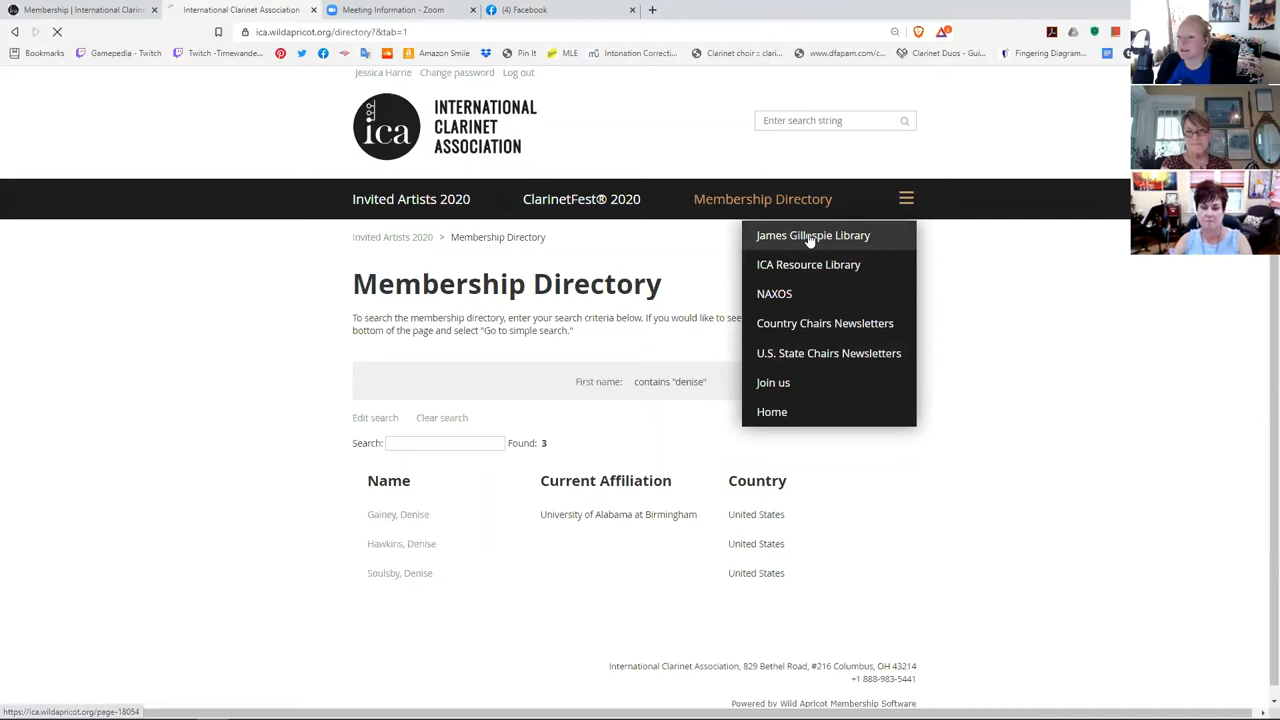 Membership | International Clarin
International Clarinet Association
Meeting Information - Zoom
(4) Facebook
ica.wildapricot.org/directory?&tab=1
Bookmarks
Gamepedia - Twitch
Twitch -Timewande...
Amazon Smile
Pin It
MLE
Intonation Correcti...
Clarinet choir :: clari...
www.dfapam.com/c...
Clarinet Duos - Gui...
Fingering Diagram...
Jessica Harrie Change password Log out
ica
INTERNATIONAL
CLARINET
ASSOCIATION
Enter search string
Invited Artists 2020
ClarinetFest® 2020
Membership Directory
James Gillespie Library
ICA Resource Library
NAXOS
Country Chairs Newsletters
U.S. State Chairs Newsletters
Join us
Home
Invited Artists 2020 > Membership Directory
Membership Directory
To search the membership directory, enter your search criteria below. If you would like to see
bottom of the page and select "Go to simple search."
First name: contains "denise"
Edit search Clear search
Search: Found: 3
Name Current Affiliation Country
Gainey, Denise University of Alabama at Birmingham United States
Hawkins, Denise United States
Soulsby, Denise United States
International Clarinet Association, 829 Bethel Road, #216 Columbus, OH 43214
+1 888-983-5441
Powered by Wild Apricot Membership Software
https://ica.wildapricot.org/page-18054